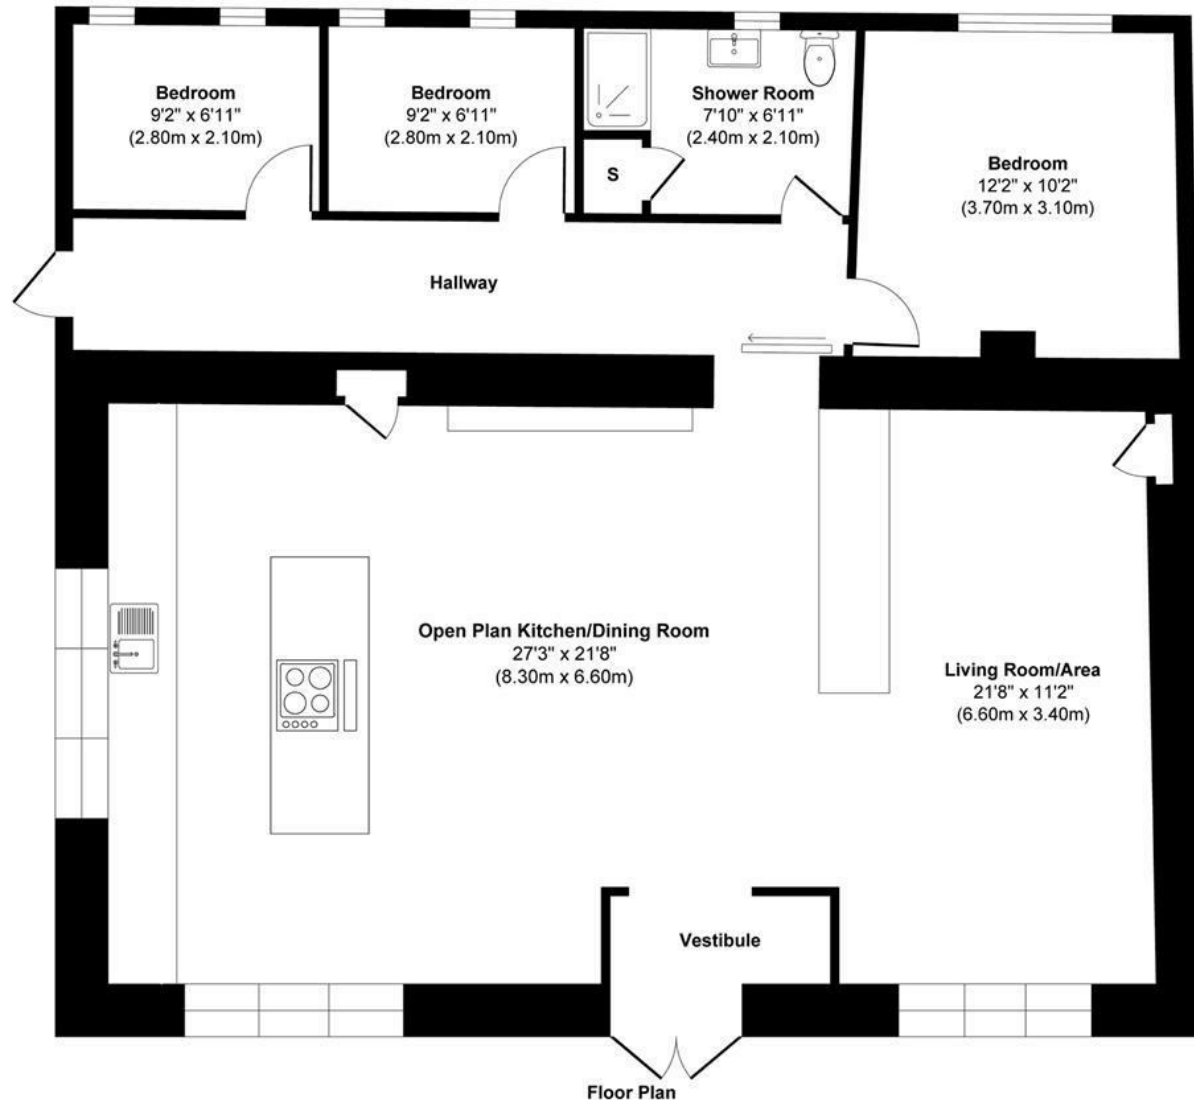 Bedroom
9'2" x 6'11"
(2.80m x 2.10m)
Bedroom
9'2" x 6'11"
(2.80m x 2.10m)
Shower Room
7'10" x 6'11"
(2.40m x 2.10m)
S
Bedroom
12'2" x 10'2"
(3.70m x 3.10m)
Hallway
Open Plan Kitchen/Dining Room
27'3" x 21'8"
(8.30m x 6.60m)
Living Room/Area
21'8" x 11'2"
(6.60m x 3.40m)
Vestibule
Floor Plan